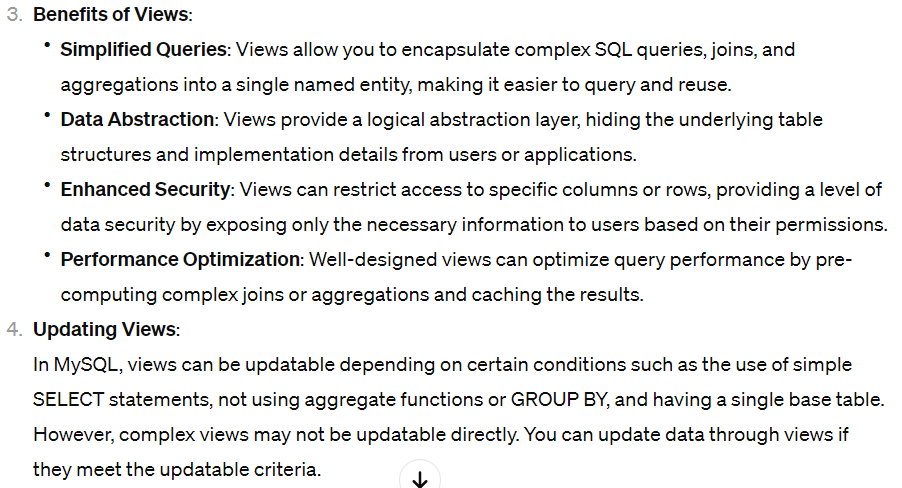 3. Benefits of Views:
• Simplified Queries: Views allow you to encapsulate complex SQL queries, joins, and
aggregations into a single named entity, making it easier to query and reuse.
• Data Abstraction: Views provide a logical abstraction layer, hiding the underlying table
structures and implementation details from users or applications.
• Enhanced Security: Views can restrict access to specific columns or rows, providing a level of
data security by exposing only the necessary information to users based on their permissions.
• Performance Optimization: Well-designed views can optimize query performance by pre-
computing complex joins or aggregations and caching the results.
4. Updating Views:
In MySQL, views can be updatable depending on certain conditions such as the use of simple
SELECT statements, not using aggregate functions or GROUP BY, and having a single base table.
However, complex views may not be updatable directly. You can update data through views if
they meet the updatable criteria.